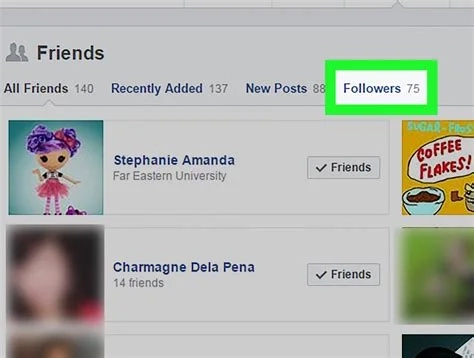 Friends
All Friends 140 Recently Added 137 New Posts 88 Followers 75
Stephanie Amanda
Far Eastern University
Friends
SUGAR-FROS
COFFEE
FLAKES!
Charmagne Dela Pena
14 friends
Friends